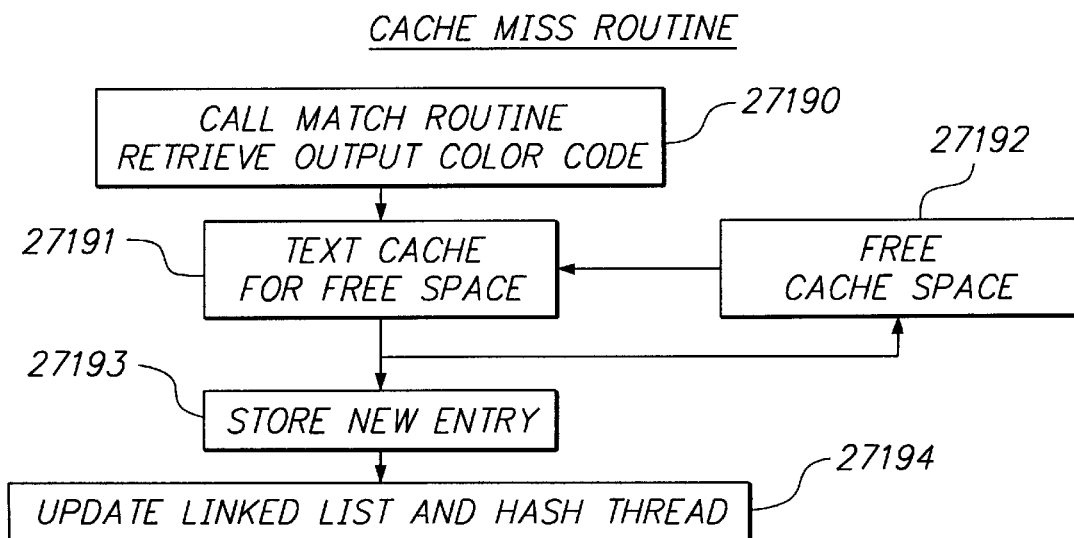 CACHE MISS ROUTINE
CALL MATCH ROUTINE
RETRIEVE OUTPUT COLOR CODE
27190
27192
27191
TEXT CACHE
FOR FREE SPACE
FREE
CACHE SPACE
27193
STORE NEW ENTRY
27194
UPDATE LINKED LIST AND HASH THREAD